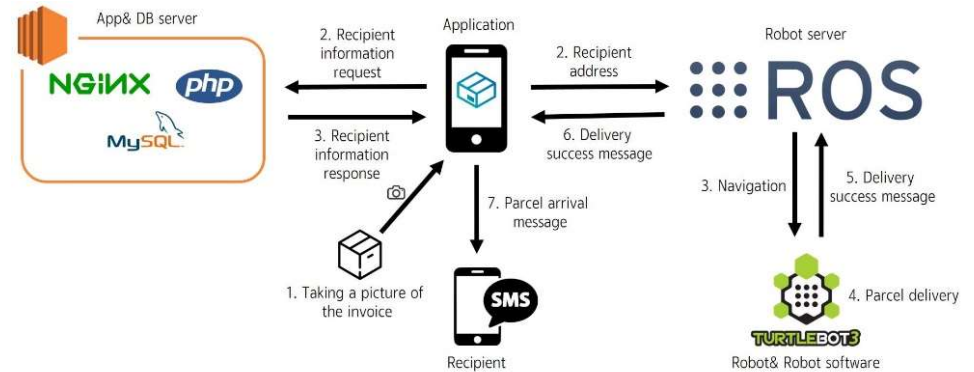 App& DB server
NGiNX
php
MySQL
2. Recipient
information
request
3. Recipient
information
response
Application
1. Taking a picture of
the invoice
7. Parcel arrival
message
SMS
Recipient
2. Recipient
address
6. Delivery
success message
Robot server
ROS
3. Navigation
5. Delivery
success message
4. Parcel delivery
TURTLEBOT3
Robot& Robot software